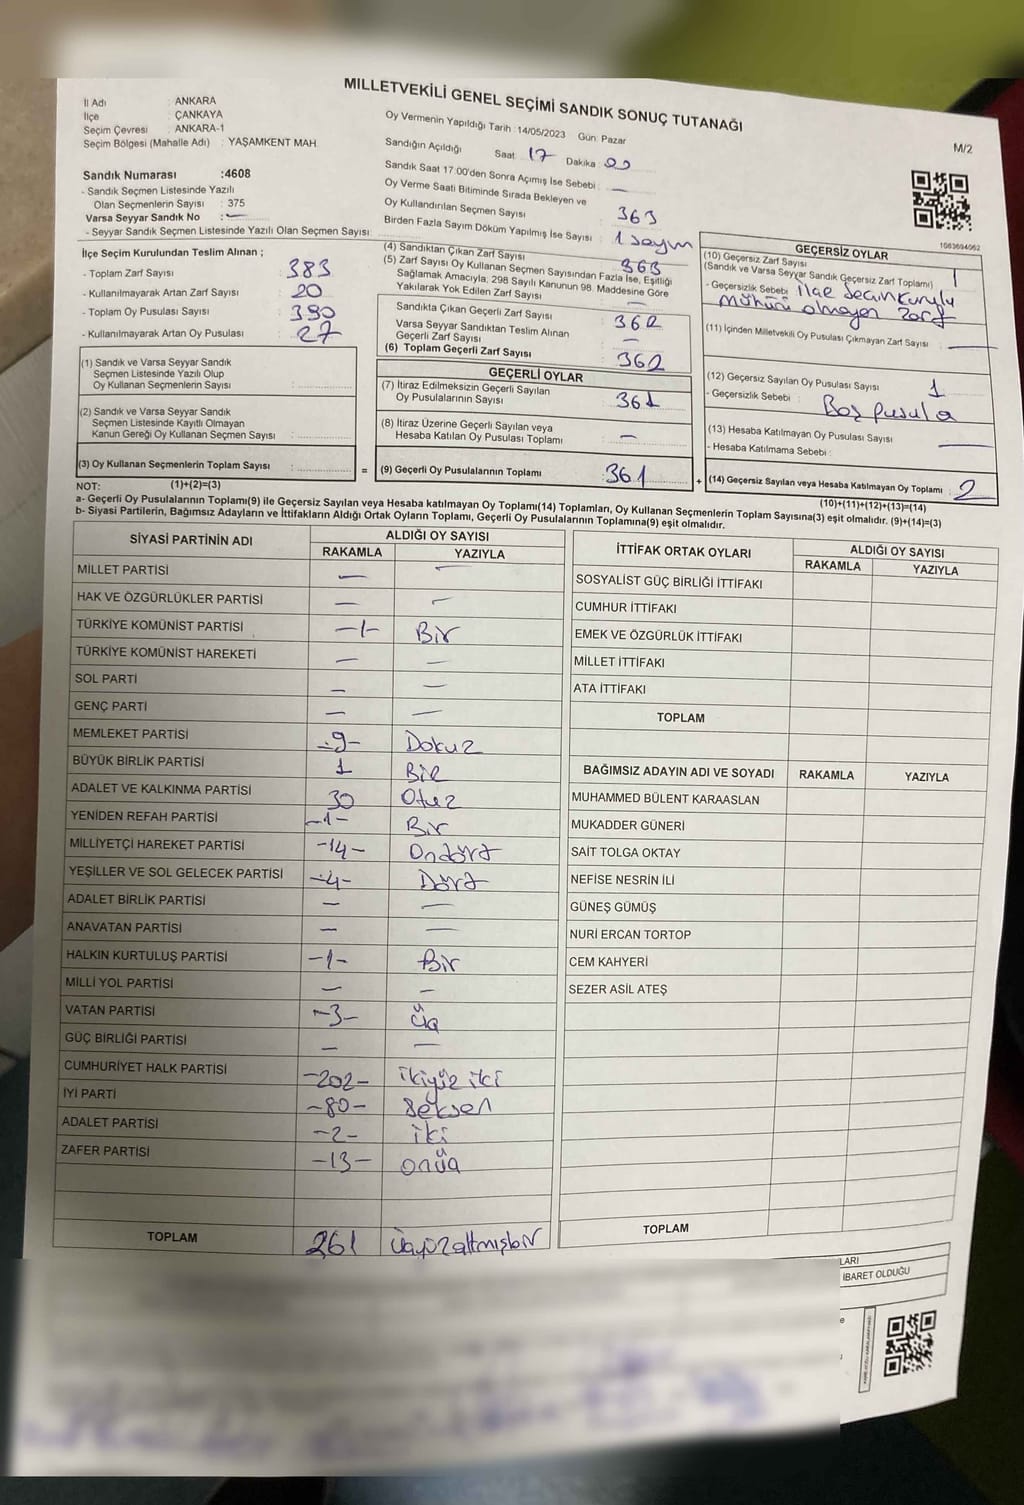 MİLLETVEKİLİ GENEL SEÇİMİ SANDIK SONUÇ TUTANAĞI
M/2
İl Adı : ANKARA
İlçe : ÇANKAYA
Seçim Çevresi : ANKARA-1
Seçim Bölgesi (Mahalle Adı) : YAŞAMKENT MAH
Sandık Numarası :4608
- Sandık Seçmen Listesinde Yazılı
Olan Seçmenlerin Sayısı : 375
Varsa Seyyar Sandık No : —
- Seyyar Sandık Seçmen Listesinde Yazılı Olan Seçmen Sayısı:
Oy Vermenin Yapıldığı Tarih : 14/05/2023 Gün: Pazar
Sandığın Açıldığı Saat : 17 Dakika : 00
Sandık Saat 17.00'den Sonra Açılmış İse Sebebi : —
Oy Verme Saati Bitiminde Sırada Bekleyen ve
Oy Kullandırılan Seçmen Sayısı : 363
Birden Fazla Sayım Döküm Yapılmış İse Sayısı : 1 sayım
İlçe Seçim Kurulundan Teslim Alınan ;
- Toplam Zarf Sayısı : 383
- Kullanılmayarak Artan Zarf Sayısı : 20
- Toplam Oy Pusulası Sayısı : 390
- Kullanılmayarak Artan Oy Pusulası : 27
(1) Sandık ve Varsa Seyyar Sandık
Seçmen Listesinde Yazılı Olup
Oy Kullanan Seçmenlerin Sayısı :
(2) Sandık ve Varsa Seyyar Sandık
Seçmen Listesinde Kayıtlı Olmayan
Kanun Gereği Oy Kullanan Seçmen Sayısı :
(3) Oy Kullanan Seçmenlerin Toplam Sayısı : =
(4) Sandıktan Çıkan Zarf Sayısı : 363
(5) Zarf Sayısı Oy Kullanan Seçmen Sayısından Fazla İse, Eşitliği
Sağlamak Amacıyla, 298 Sayılı Kanunun 98. Maddesine Göre
Yakılarak Yok Edilen Zarf Sayısı : —
Sandıkta Çıkan Geçerli Zarf Sayısı : 362
Varsa Seyyar Sandıktan Teslim Alınan
Geçerli Zarf Sayısı : —
(6) Toplam Geçerli Zarf Sayısı : 362
GEÇERLİ OYLAR
(7) İtiraz Edilmeksizin Geçerli Sayılan
Oy Pusulalarının Sayısı : 361
(8) İtiraz Üzerine Geçerli Sayılan veya
Hesaba Katılan Oy Pusulası Toplamı : —
(9) Geçerli Oy Pusulalarının Toplamı : 361 +
1083694062
GEÇERSİZ OYLAR
(10) Geçersiz Zarf Sayısı
(Sandık ve Varsa Seyyar Sandık Geçersiz Zarf Toplamı) : 1
- Geçersizlik Sebebi : ilçe seçim kurulu
mührü olmayan zarf
(11) İçinden Milletvekili Oy Pusulası Çıkmayan Zarf Sayısı : —
(12) Geçersiz Sayılan Oy Pusulası Sayısı : 1
- Geçersizlik Sebebi : Boş pusula
(13) Hesaba Katılmayan Oy Pusulası Sayısı : —
- Hesaba Katılmama Sebebi :
(14) Geçersiz Sayılan veya Hesaba Katılmayan Oy Toplamı : 2
NOT: (1)+(2)=(3)
(10)+(11)+(12)+(13)=(14)
a- Geçerli Oy Pusulalarının Toplamı(9) ile Geçersiz Sayılan veya Hesaba katılmayan Oy Toplamı(14) Toplamları, Oy Kullanan Seçmenlerin Toplam Sayısına(3) eşit olmalıdır. (9)+(14)=(3)
b- Siyasi Partilerin, Bağımsız Adayların ve İttifakların Aldığı Ortak Oyların Toplamı, Geçerli Oy Pusulalarının Toplamına(9) eşit olmalıdır.
SİYASİ PARTİNİN ADI ALDIĞI OY SAYISI
RAKAMLA YAZIYLA
MİLLET PARTİSİ — —
HAK VE ÖZGÜRLÜKLER PARTİSİ — —
TÜRKİYE KOMÜNİST PARTİSİ -1- Bir
TÜRKİYE KOMÜNİST HAREKETİ — —
SOL PARTİ — —
GENÇ PARTİ — —
MEMLEKET PARTİSİ -9- Dokuz
BÜYÜK BİRLİK PARTİSİ 1 Bir
ADALET VE KALKINMA PARTİSİ 30 Otuz
YENİDEN REFAH PARTİSİ -1- Bir
MİLLİYETÇİ HAREKET PARTİSİ -14- Ondört
YEŞİLLER VE SOL GELECEK PARTİSİ -4- Dört
ADALET BİRLİK PARTİSİ — —
ANAVATAN PARTİSİ — —
HALKIN KURTULUŞ PARTİSİ -1- Bir
MİLLİ YOL PARTİSİ — —
VATAN PARTİSİ -3- üç
GÜÇ BİRLİĞİ PARTİSİ — —
CUMHURİYET HALK PARTİSİ -202- ikiyüz iki
İYİ PARTİ -80- Seksen
ADALET PARTİSİ -2- iki
ZAFER PARTİSİ -13- onüç
TOPLAM 261 üçyüzaltmışbir
İTTİFAK ORTAK OYLARI ALDIĞI OY SAYISI
RAKAMLA YAZIYLA
SOSYALİST GÜÇ BİRLİĞİ İTTİFAKI
CUMHUR İTTİFAKI
EMEK VE ÖZGÜRLÜK İTTİFAKI
MİLLET İTTİFAKI
ATA İTTİFAKI
TOPLAM
BAĞIMSIZ ADAYIN ADI VE SOYADI RAKAMLA YAZIYLA
MUHAMMED BÜLENT KARAASLAN
MUKADDER GÜNERİ
SAİT TOLGA OKTAY
NEFİSE NESRİN İLİ
GÜNEŞ GÜMÜŞ
NURİ ERCAN TORTOP
CEM KAHYERİ
SEZER ASİL ATEŞ
TOPLAM
LARI
İBARET OLDUĞU